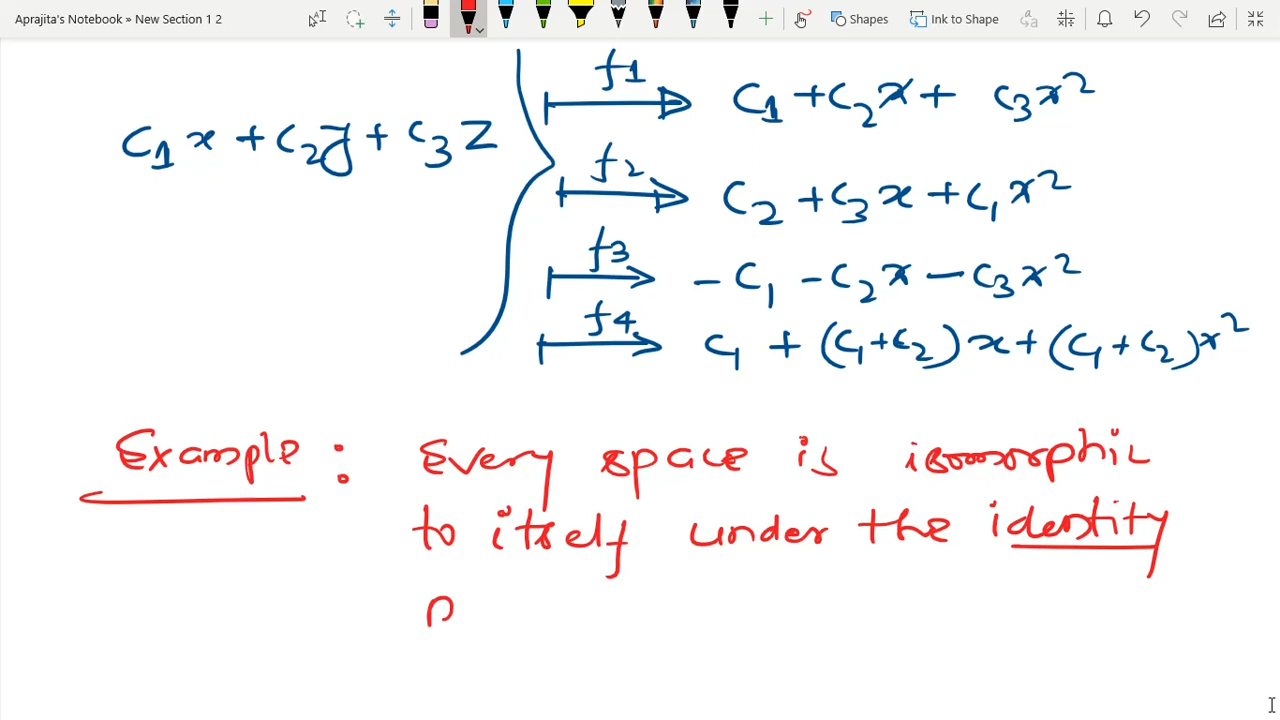 Aprajita's Notebook » New Section 1 2
Shapes
Ink to Shape
f1
c1 + c2x + c3x²
c1x + c2y + c3z
f2
c2 + c3x + c1x²
f3
- c1 - c2x - c3x²
f4
c1 + (c1+c2)x + (c1+c2)x²
Example : Every space is isomorphic
to itself under the identity